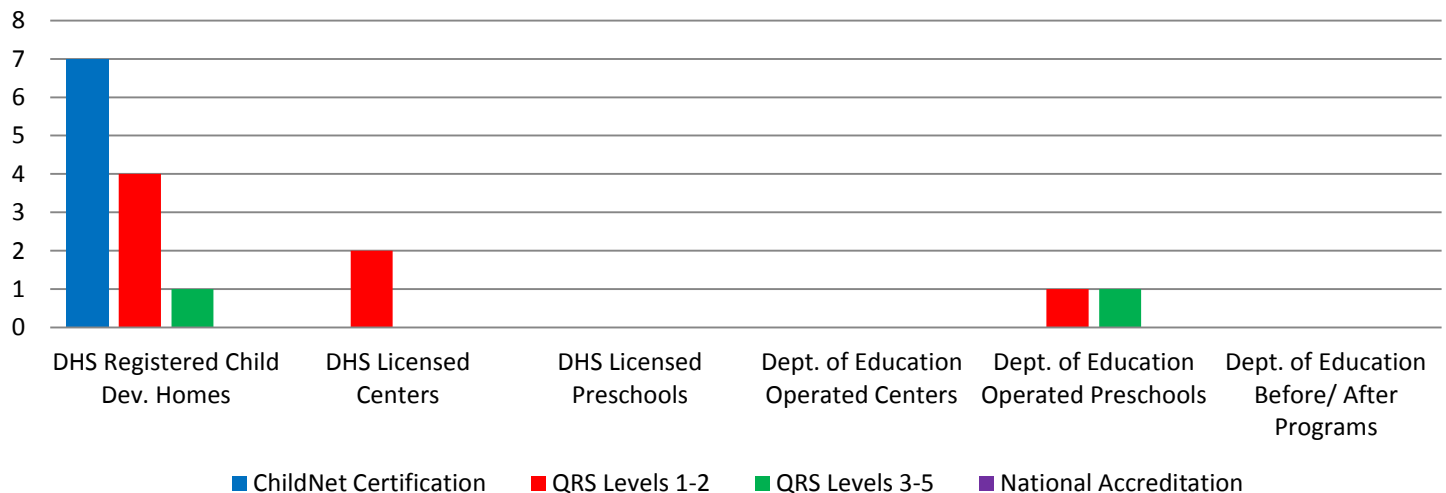 8
7
6
5
4
3
2
1
0
DHS Registered Child
Dev. Homes
DHS Licensed
Centers
DHS Licensed
Preschools
Dept. of Education
Operated Centers
Dept. of Education
Operated Preschools
Dept. of Education
Before/ After
Programs
ChildNet Certification
QRS Levels 1-2
QRS Levels 3-5
National Accreditation